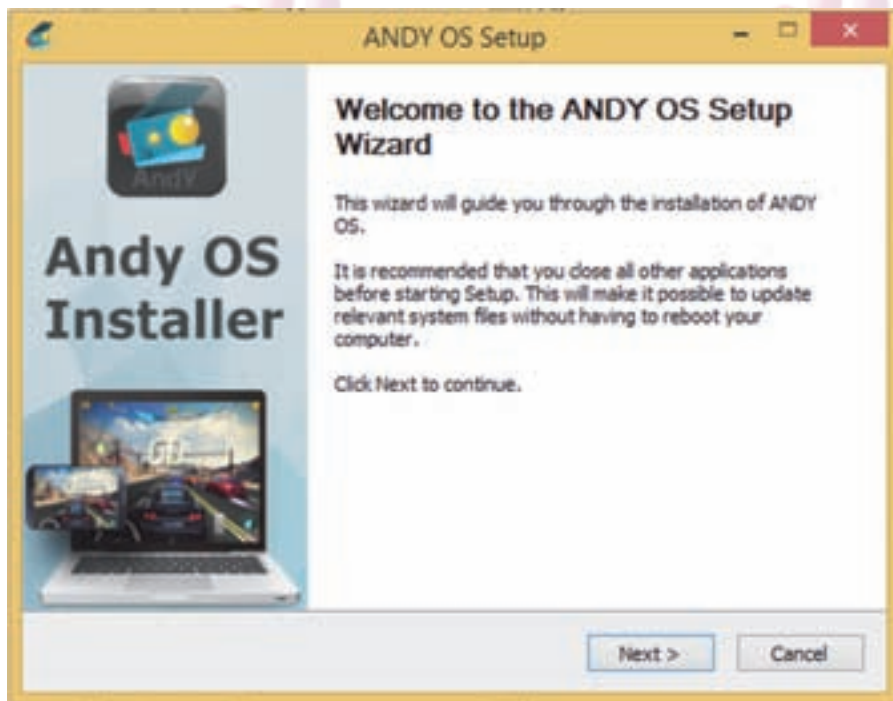 ANDY OS Setup
Andy
Andy OS
Installer
Welcome to the ANDY OS Setup
Wizard
This wizard will guide you through the installation of ANDY
OS.
It is recommended that you close all other applications
before starting Setup. This will make it possible to update
relevant system files without having to reboot your
computer.
Click Next to continue.
Next >
Cancel